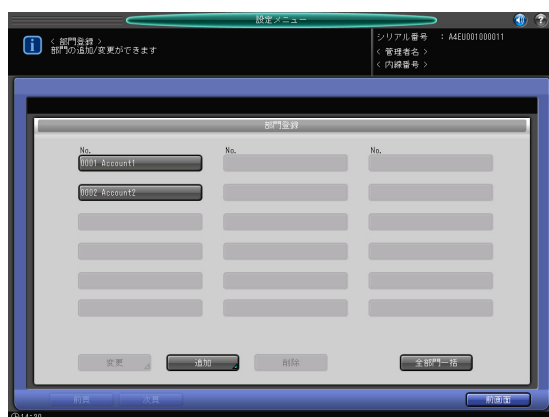 設定メニュー
< 部門登録 >
部門の追加/変更ができます
シリアル番号 : A4EU001000011
< 管理者名 >
< 内線番号 >
部門登録
No. No. No.
0001 Account1
0002 Account2
変更 追加 削除 全部門一括
前頁 次頁 前画面
14:20